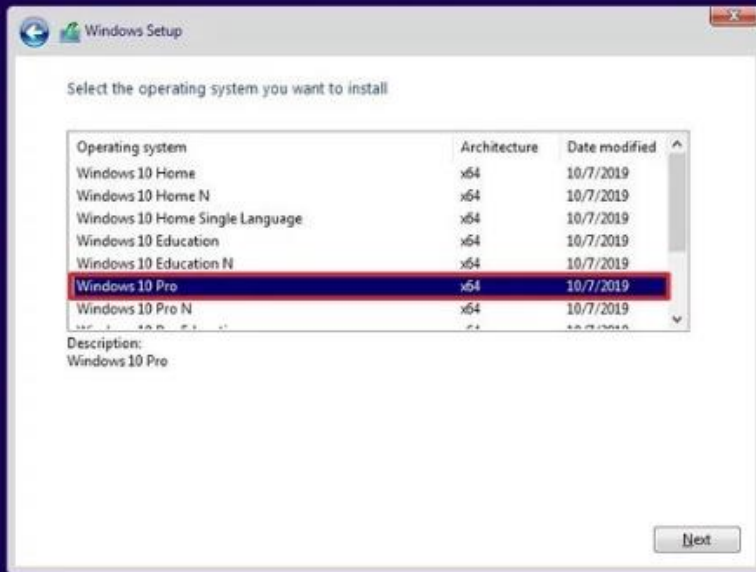 Windows Setup
Select the operating system you want to install
Operating system Architecture Date modified
Windows 10 Home x64 10/7/2019
Windows 10 Home N x64 10/7/2019
Windows 10 Home Single Language x64 10/7/2019
Windows 10 Education x64 10/7/2019
Windows 10 Education N x64 10/7/2019
Windows 10 Pro x64 10/7/2019
Windows 10 Pro N x64 10/7/2019
Description:
Windows 10 Pro
Next